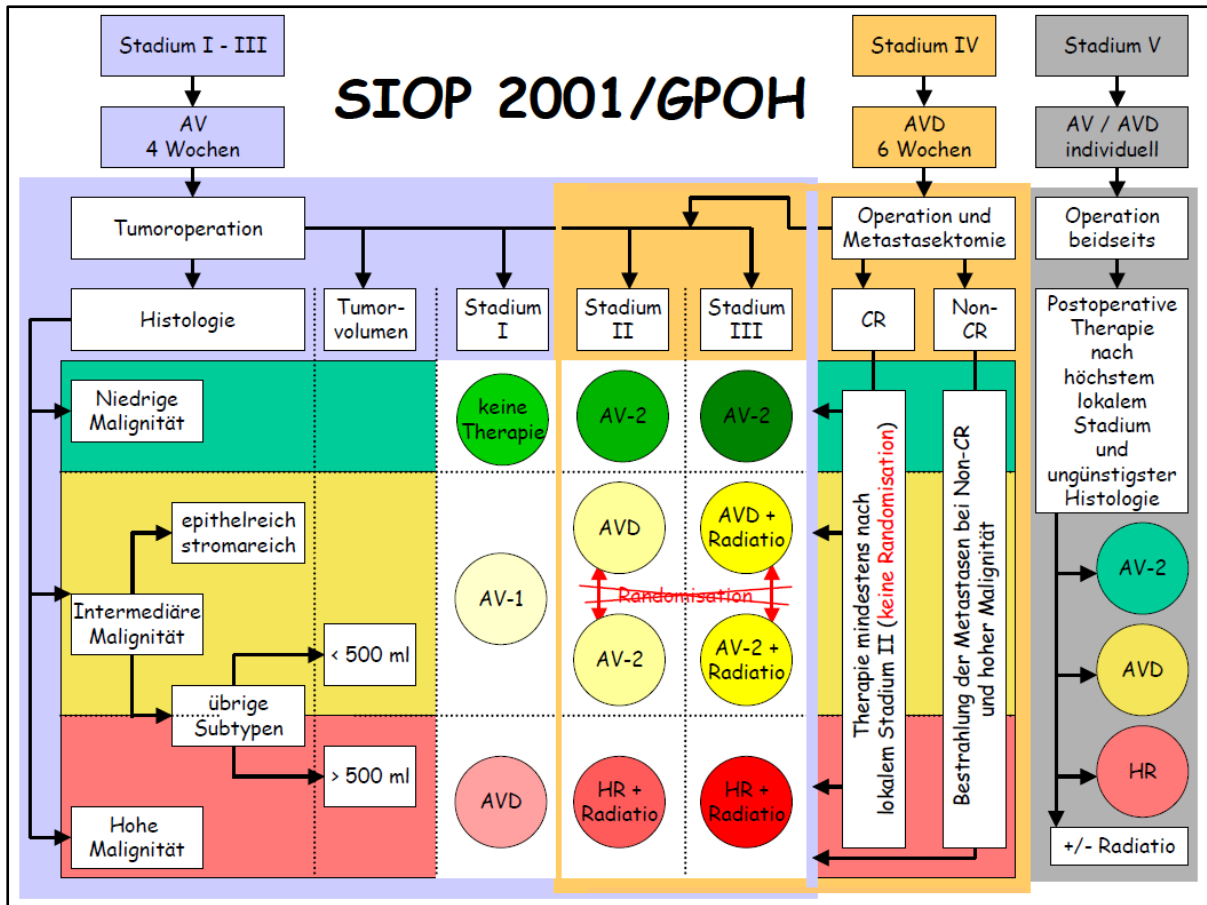 Stadium I - III
Stadium IV
Stadium V
SIOP 2001/GPOH
AV
4 Wochen
AVD
6 Wochen
AV / AVD
individuell
Tumoroperation
Operation und
Metastasektomie
Operation
beidseits
Histologie
Tumor-
volumen
Stadium
I
Stadium
II
Stadium
III
CR
Non-
CR
Postoperative
Therapie
nach
höchstem
lokalem
Stadium
und
ungünstigster
Histologie
Niedrige
Malignität
keine
Therapie
AV-2
AV-2
Therapie mindestens nach
lokalem Stadium II (keine Randomisation)
Bestrahlung der Metastasen bei Non-CR
und hoher Malignität
epithelreich
stromareich
Intermediäre
Malignität
übrige
Subtypen
< 500 ml
> 500 ml
AV-1
AVD
AVD +
Radiatio
Randomisation
AV-2
AV-2 +
Radiatio
Hohe
Malignität
AVD
HR +
Radiatio
HR +
Radiatio
AV-2
AVD
HR
+/- Radiatio